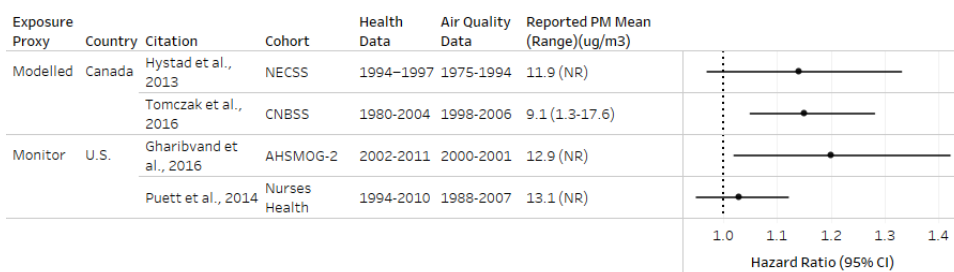 Exposure Proxy Country Citation Cohort Health Data Air Quality Data Reported PM Mean (Range)(ug/m3)
Modelled Canada Hystad et al., 2013 NECSS 1994–1997 1975-1994 11.9 (NR)
Tomczak et al., 2016 CNBSS 1980-2004 1998-2006 9.1 (1.3-17.6)
Monitor U.S. Gharibvand et al., 2016 AHSMOG-2 2002-2011 2000-2001 12.9 (NR)
Puett et al., 2014 Nurses Health 1994-2010 1988-2007 13.1 (NR)
1.0 1.1 1.2 1.3 1.4
Hazard Ratio (95% CI)